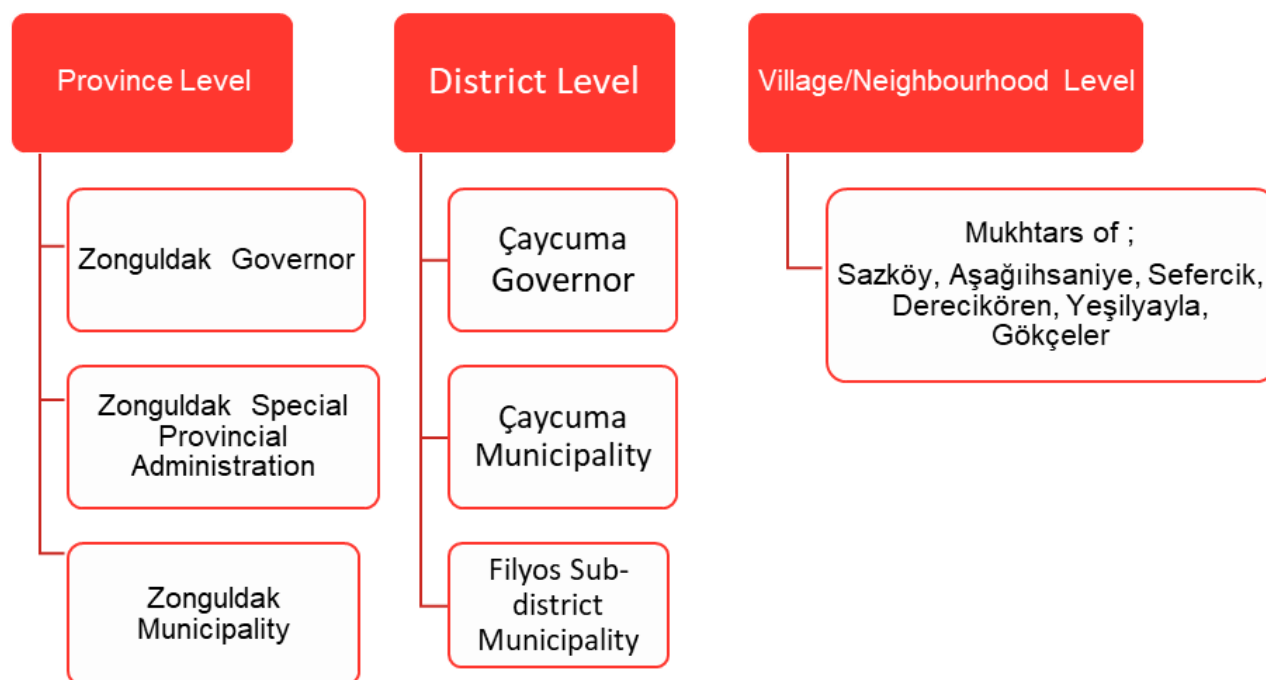 Province Level
Zonguldak Governor
Zonguldak Special
Provincial
Administration
Zonguldak
Municipality
District Level
Çaycuma
Governor
Çaycuma
Municipality
Filyos Sub-
district
Municipality
Village/Neighbourhood Level
Mukhtars of ;
Sazköy, Aşağıihsaniye, Sefercik,
Derecikören, Yeşilyayla,
Gökçeler